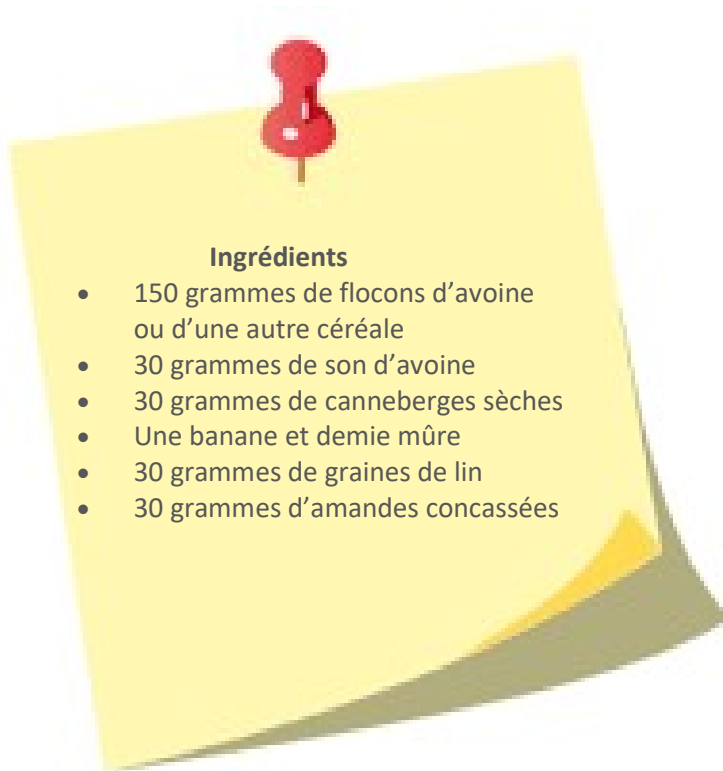 Ingrédients
• 150 grammes de flocons d’avoine
ou d’une autre céréale
• 30 grammes de son d’avoine
• 30 grammes de canneberges sèches
• Une banane et demie mûre
• 30 grammes de graines de lin
• 30 grammes d’amandes concassées